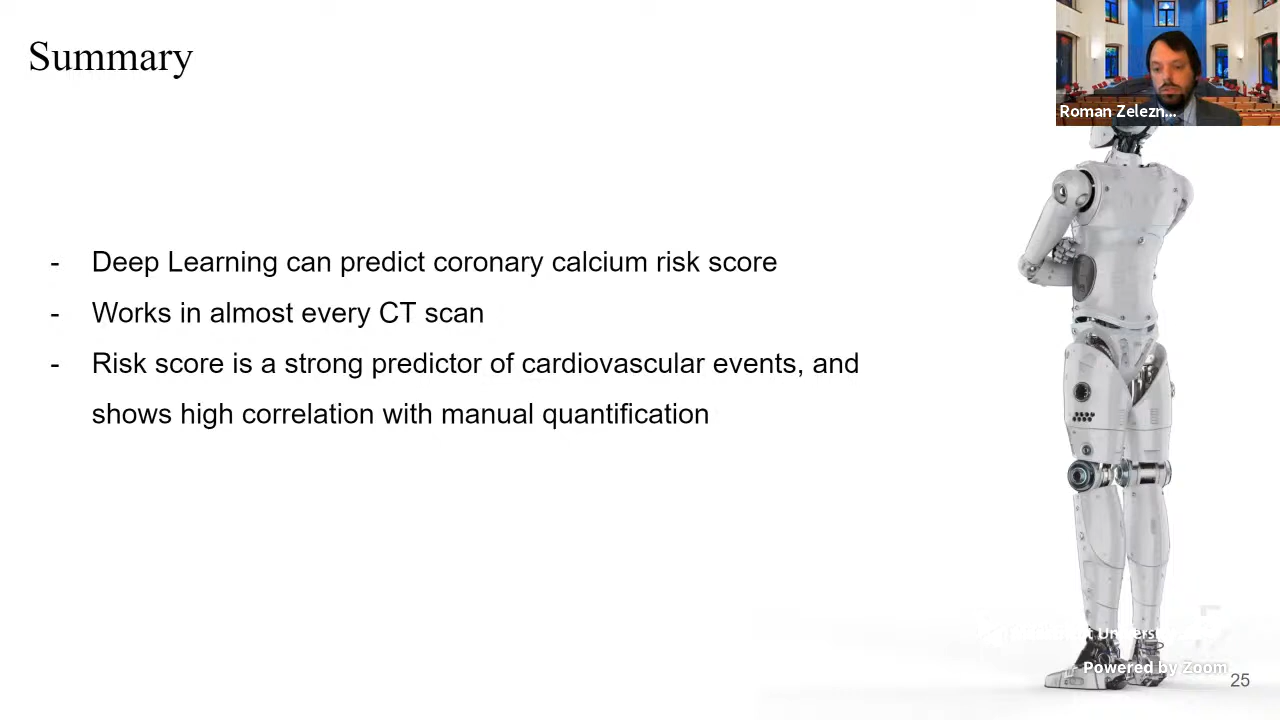 Summary
Roman Zelezn...
- Deep Learning can predict coronary calcium risk score
- Works in almost every CT scan
- Risk score is a strong predictor of cardiovascular events, and
shows high correlation with manual quantification
Powered by Zoom
25